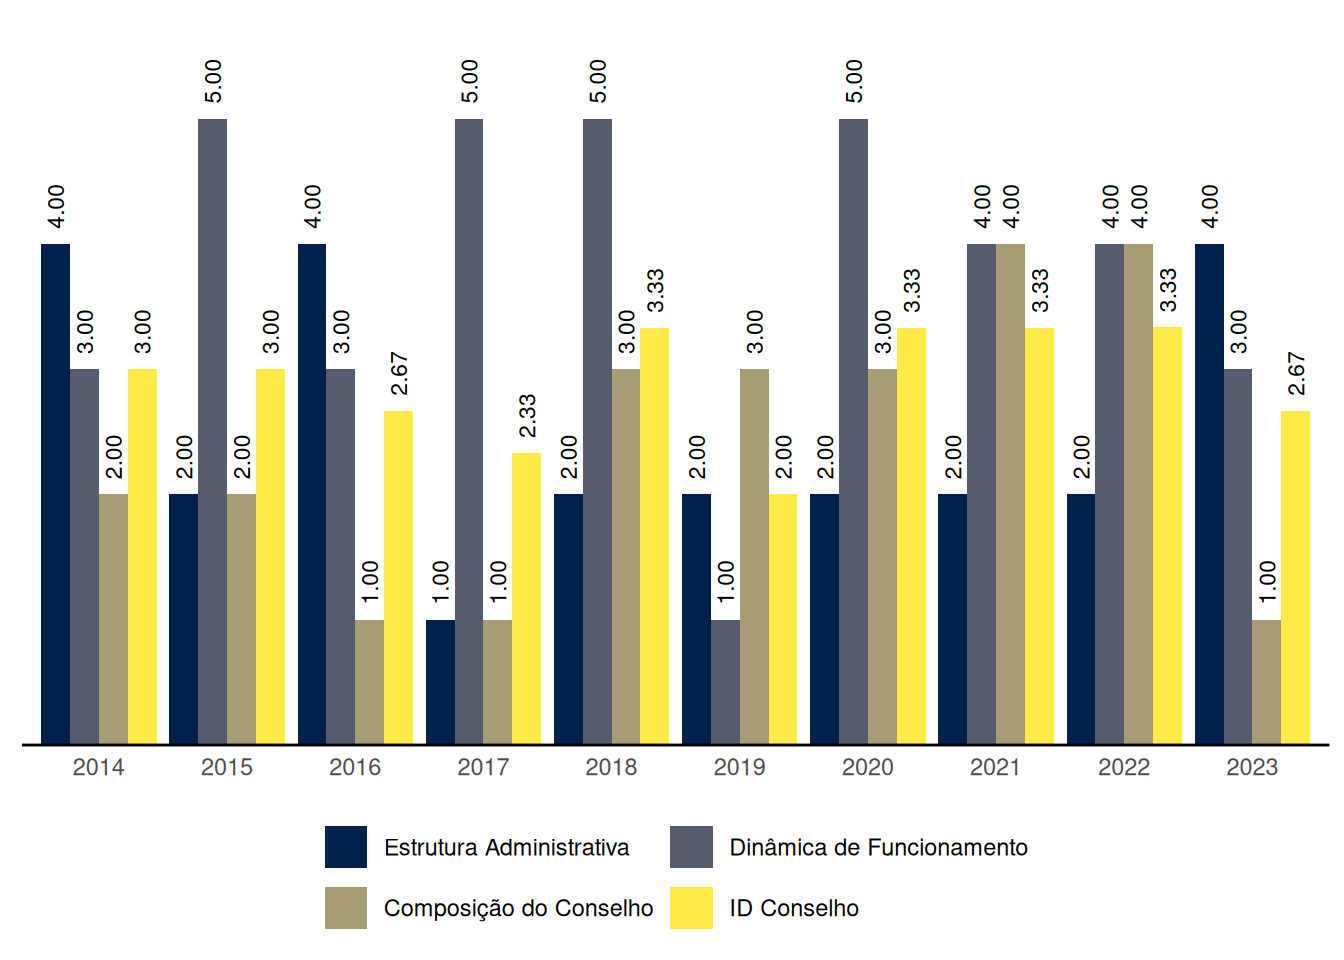 5.00 5.00 5.00 5.00
4.00 4.00 4.00 4.00 4.00 4.00 4.00
3.33 3.33 3.33 3.33
3.00 3.00 3.00 3.00 3.00 3.00 3.00 3.00
2.67 2.67
2.33
2.00 2.00 2.00 2.00 2.00 2.00 2.00 2.00 2.00
1.00 1.00 1.00 1.00 1.00
2014 2015 2016 2017 2018 2019 2020 2021 2022 2023
Estrutura Administrativa Dinâmica de Funcionamento
Composição do Conselho ID Conselho